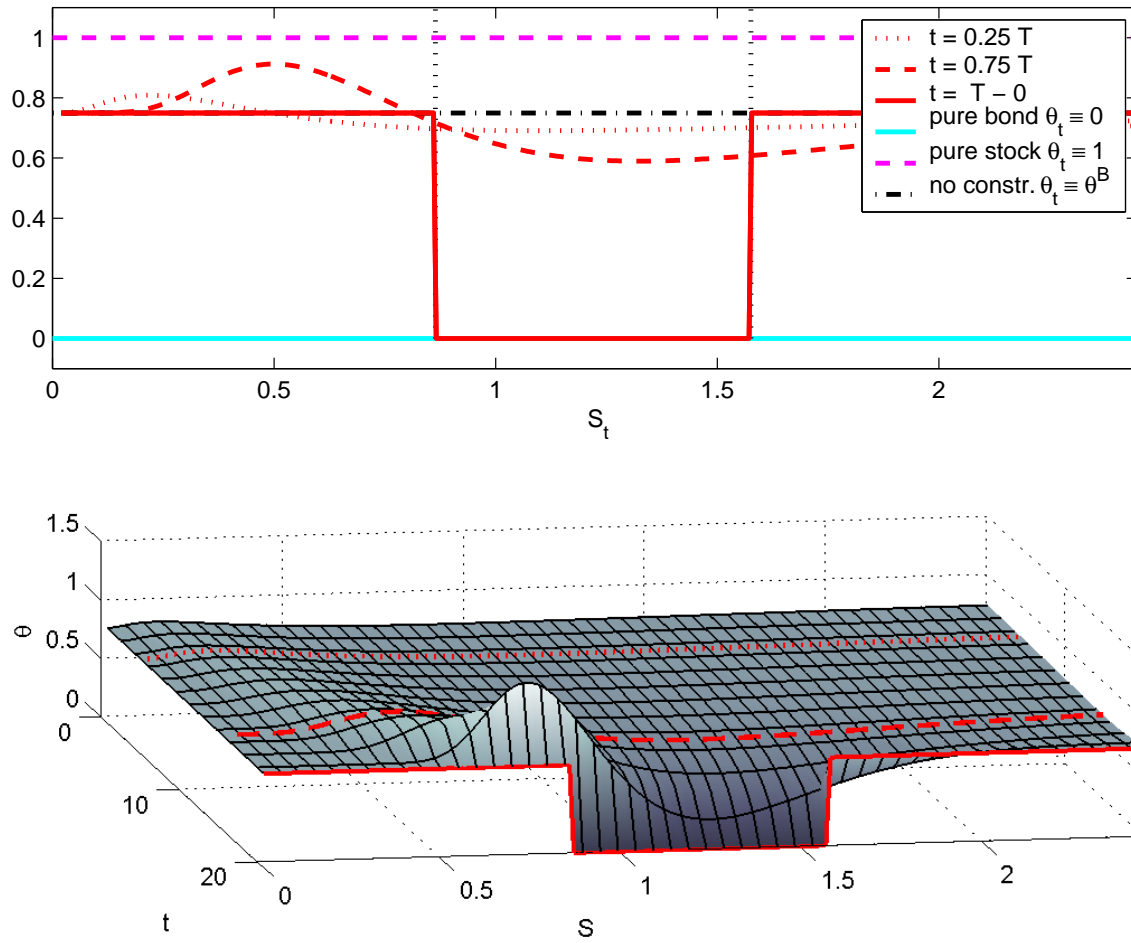 1
0.8
0.6
0.4
0.2
0
0
0.5
1
1.5
2
S_t
t = 0.25 T
t = 0.75 T
t = T − 0
pure bond θ_t ≡ 0
pure stock θ_t ≡ 1
no constr. θ_t ≡ θ^B
1.5
1
0.5
0
θ
0
10
20
t
0
0.5
1
1.5
2
S